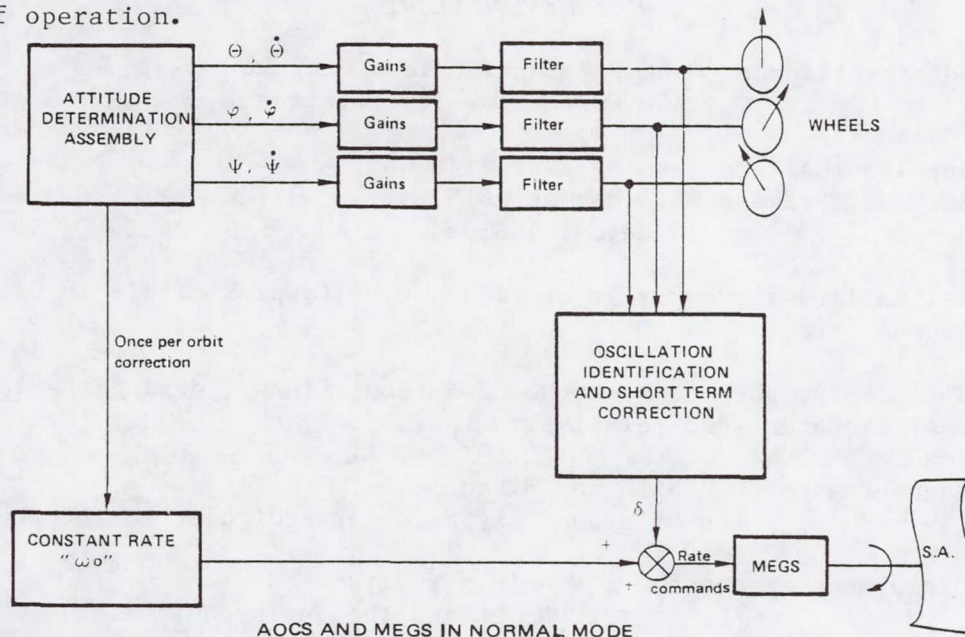 operation.
Θ Θ̇
Gains
Filter
ATTITUDE
DETERMINATION
ASSEMBLY
φ, φ̇
Gains
Filter
WHEELS
Ψ, Ψ̇
Gains
Filter
Once per orbit
correction
OSCILLATION
IDENTIFICATION
AND SHORT TERM
CORRECTION
δ
CONSTANT RATE
"ωo"
+
+
Rate
commands
MEGS
S.A.
AOCS AND MEGS IN NORMAL MODE